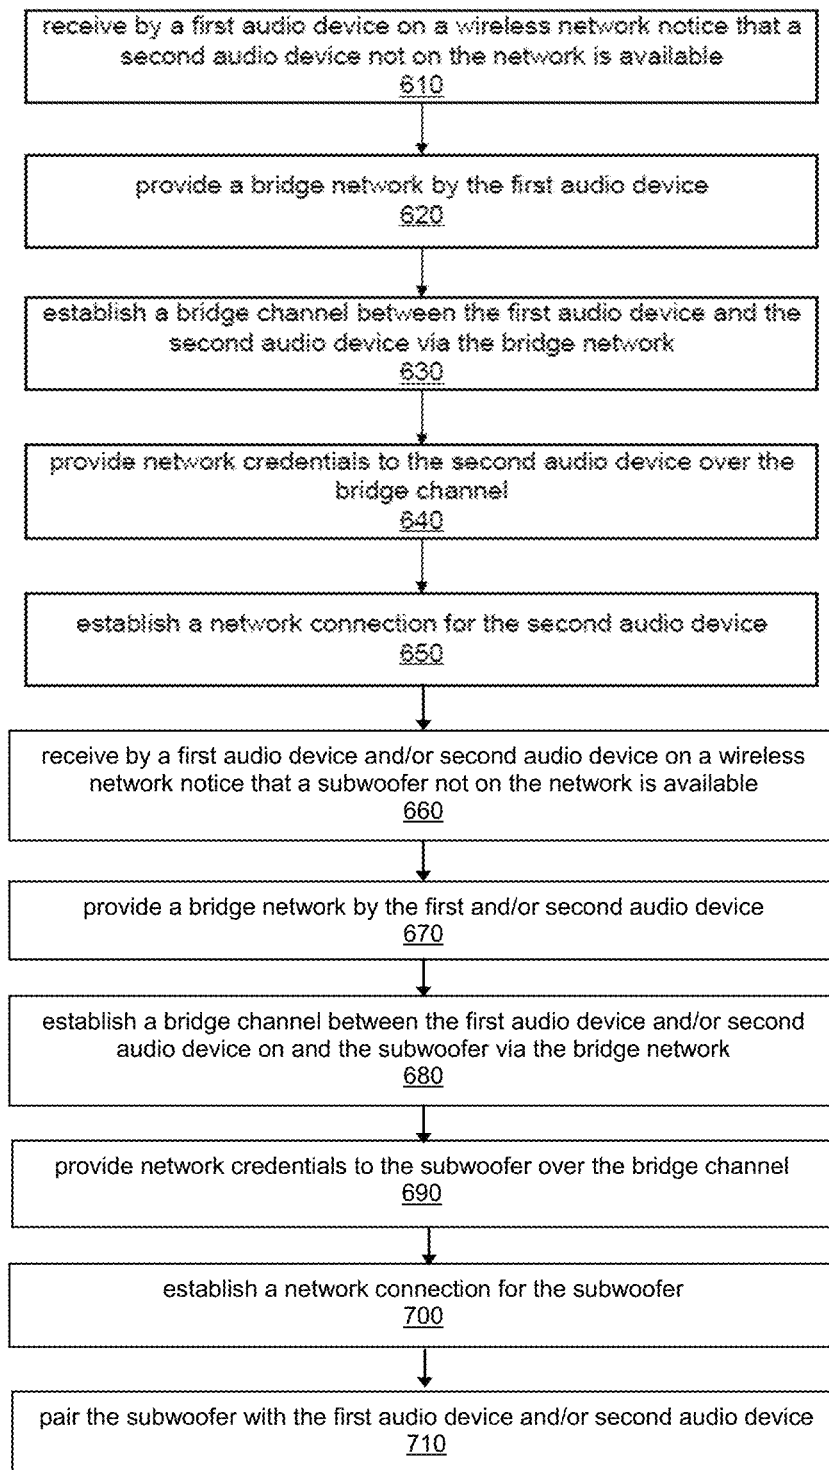 receive by a first audio device on a wireless network notice that a
second audio device not on the network is available
610
provide a bridge network by the first audio device
620
establish a bridge channel between the first audio device and the
second audio device via the bridge network
630
provide network credentials to the second audio device over the
bridge channel
640
establish a network connection for the second audio device
650
receive by a first audio device and/or second audio device on a wireless
network notice that a subwoofer not on the network is available
660
provide a bridge network by the first and/or second audio device
670
establish a bridge channel between the first audio device and/or second
audio device on and the subwoofer via the bridge network
680
provide network credentials to the subwoofer over the bridge channel
690
establish a network connection for the subwoofer
700
pair the subwoofer with the first audio device and/or second audio device
710